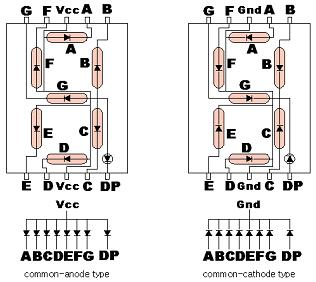 G F Vcc A B
G F Gnd A B
A
A
F
B
F
B
G
G
E
C
E
C
D
D
E D Vcc C DP
E D Gnd C DP
Vcc
Gnd
ABCDEFG DP
ABCDEFG DP
common-anode type
common-cathode type